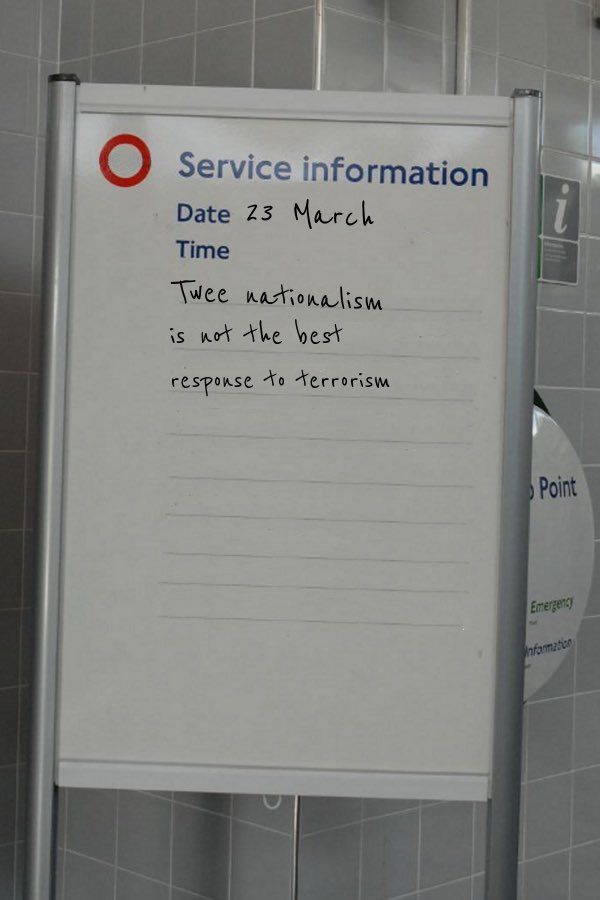 Service information
Date 23 March
Time
Twee nationalism
is not the best
response to terrorism
i
Point
Emergency
Information